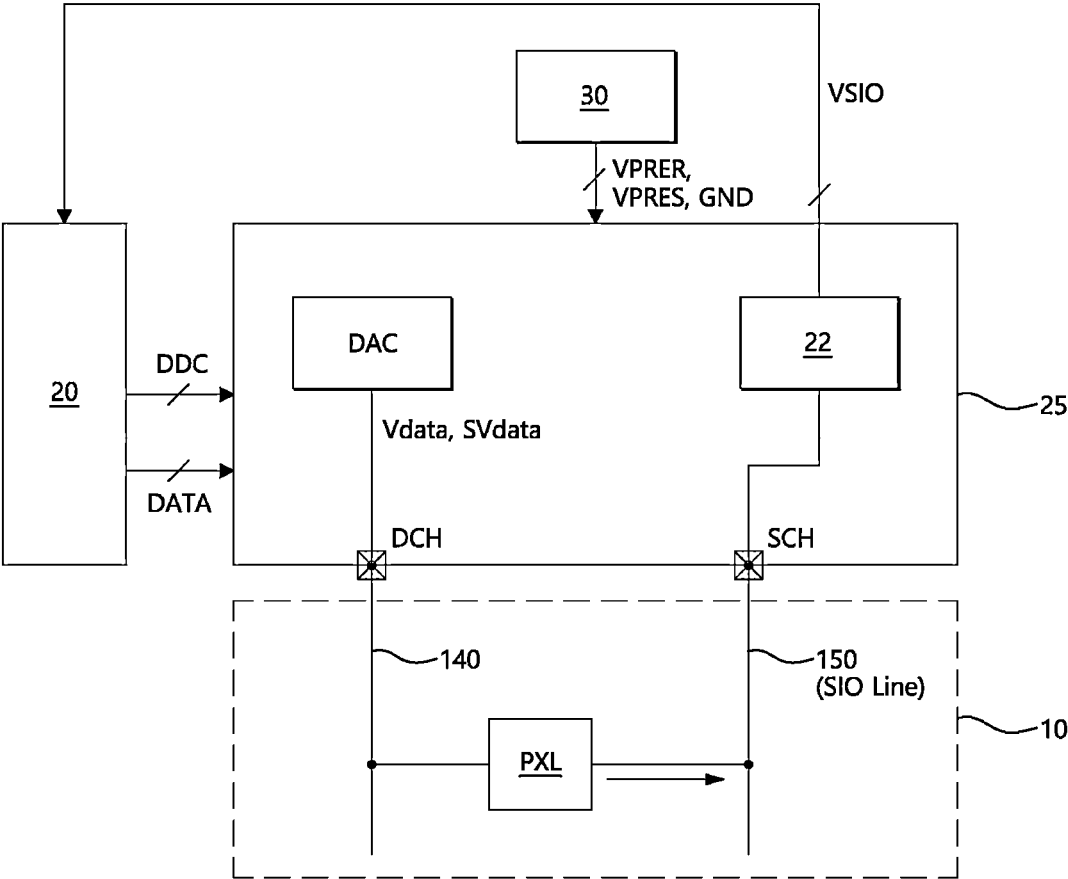 VSIO
30
VPRER,
VPRES, GND
DAC
22
20
DDC
25
Vdata, SVdata
DATA
DCH
SCH
140
150
(SIO Line)
10
PXL